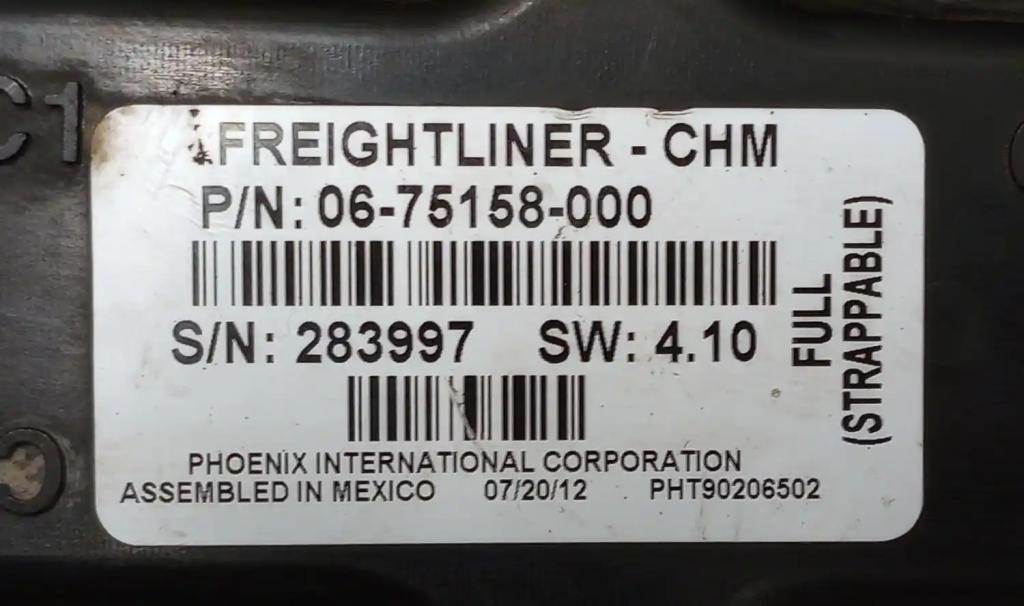 C1
FREIGHTLINER - CHM
P/N: 06-75158-000
S/N: 283997 SW: 4.10
PHOENIX INTERNATIONAL CORPORATION
ASSEMBLED IN MEXICO 07/20/12 PHT90206502
FULL
(STRAPPABLE)